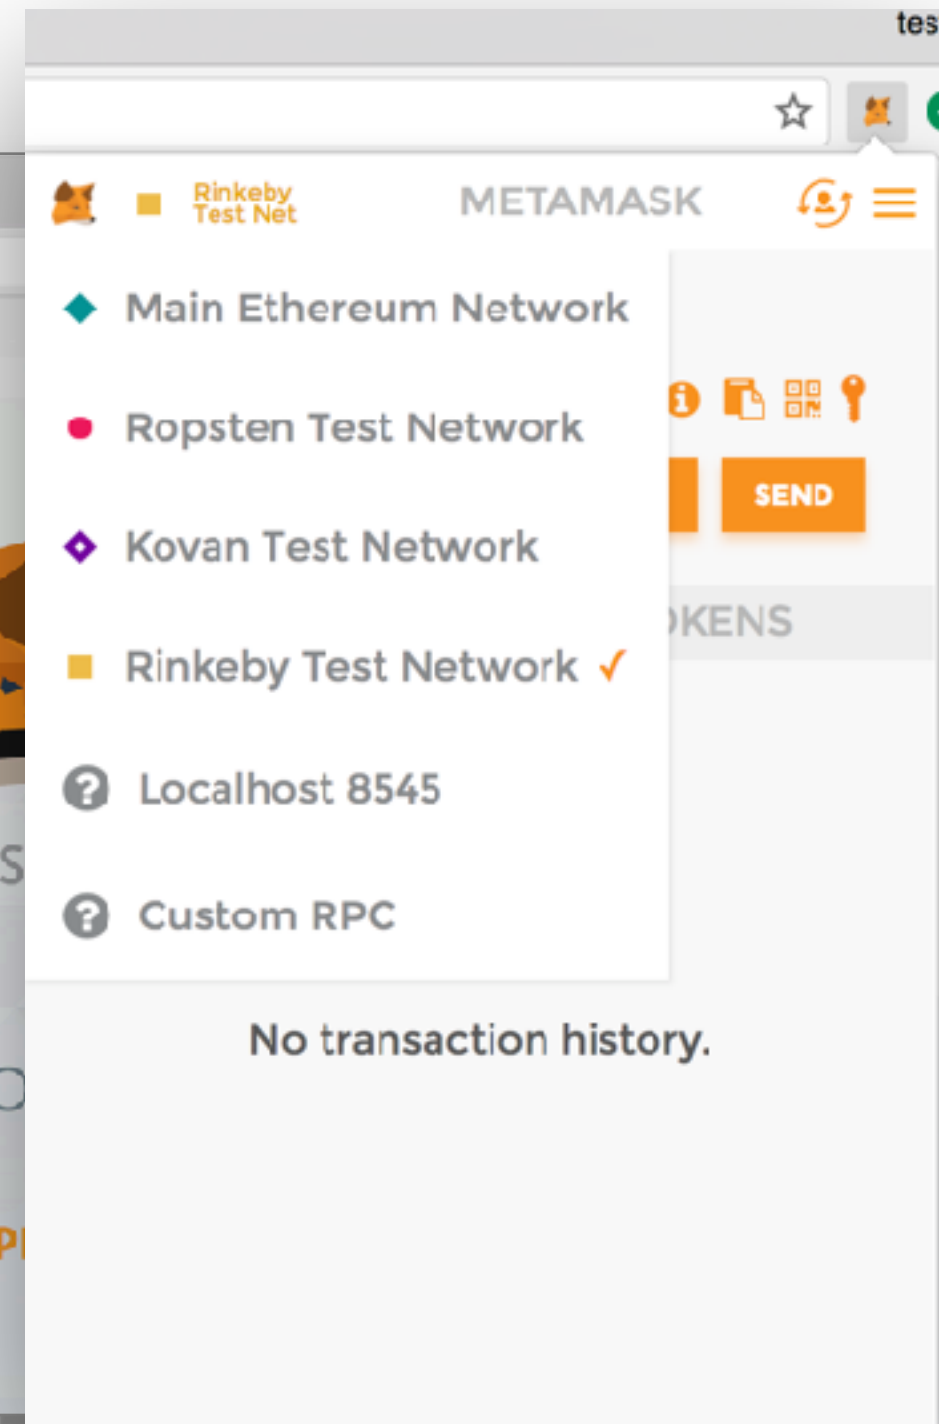 tes
Rinkeby
Test Net
METAMASK
Main Ethereum Network
Ropsten Test Network
Kovan Test Network
SEND
OKENS
Rinkeby Test Network
Localhost 8545
Custom RPC
No transaction history.